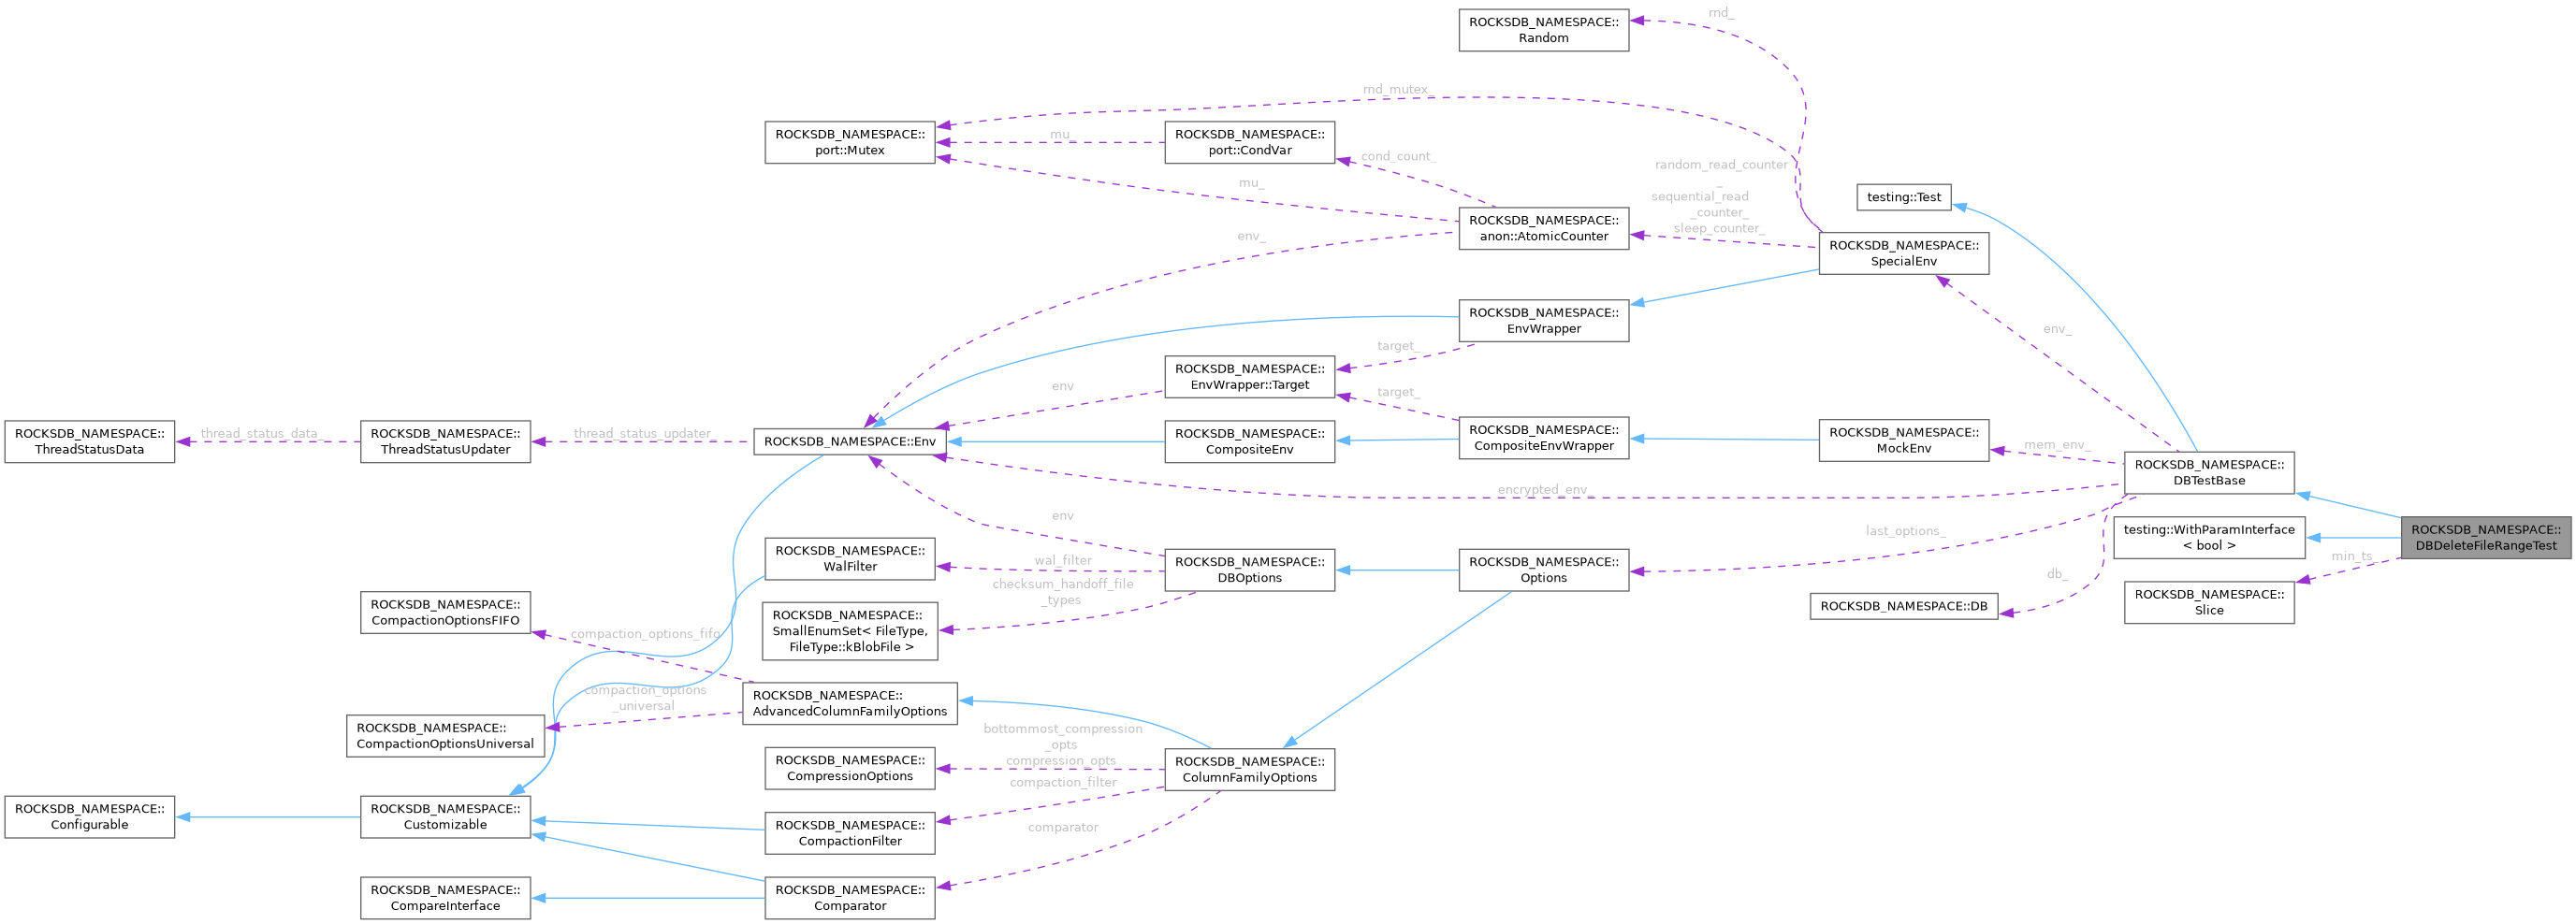 ROCKSDB_NAMESPACE::
Random
rnd_
rnd_mutex_
ROCKSDB_NAMESPACE::
port::Mutex
mu_
ROCKSDB_NAMESPACE::
port::CondVar
cond_count_
mu_
random_read_counter
_
sequential_read
_counter_
sleep_counter_
testing::Test
ROCKSDB_NAMESPACE::
anon::AtomicCounter
env_
ROCKSDB_NAMESPACE::
SpecialEnv
ROCKSDB_NAMESPACE::
EnvWrapper
env_
target_
ROCKSDB_NAMESPACE::
EnvWrapper::Target
env
target_
ROCKSDB_NAMESPACE::
ThreadStatusData
thread_status_data_
ROCKSDB_NAMESPACE::
ThreadStatusUpdater
thread_status_updater_
ROCKSDB_NAMESPACE::Env
ROCKSDB_NAMESPACE::
CompositeEnv
ROCKSDB_NAMESPACE::
CompositeEnvWrapper
ROCKSDB_NAMESPACE::
MockEnv
mem_env_
ROCKSDB_NAMESPACE::
DBTestBase
encrypted_env_
env
last_options_
testing::WithParamInterface
< bool >
ROCKSDB_NAMESPACE::
DBDeleteFileRangeTest
min_ts_
ROCKSDB_NAMESPACE::
WalFilter
wal_filter
ROCKSDB_NAMESPACE::
DBOptions
ROCKSDB_NAMESPACE::
Options
db_
checksum_handoff_file
_types
ROCKSDB_NAMESPACE::
CompactionOptionsFIFO
ROCKSDB_NAMESPACE::
SmallEnumSet< FileType,
FileType::kBlobFile >
ROCKSDB_NAMESPACE::DB
ROCKSDB_NAMESPACE::
Slice
compaction_options_fifo
compaction_options
_universal
ROCKSDB_NAMESPACE::
AdvancedColumnFamilyOptions
ROCKSDB_NAMESPACE::
CompactionOptionsUniversal
bottommost_compression
_opts
compression_opts
ROCKSDB_NAMESPACE::
CompressionOptions
ROCKSDB_NAMESPACE::
ColumnFamilyOptions
compaction_filter
ROCKSDB_NAMESPACE::
Configurable
ROCKSDB_NAMESPACE::
Customizable
ROCKSDB_NAMESPACE::
CompactionFilter
comparator
ROCKSDB_NAMESPACE::
CompareInterface
ROCKSDB_NAMESPACE::
Comparator